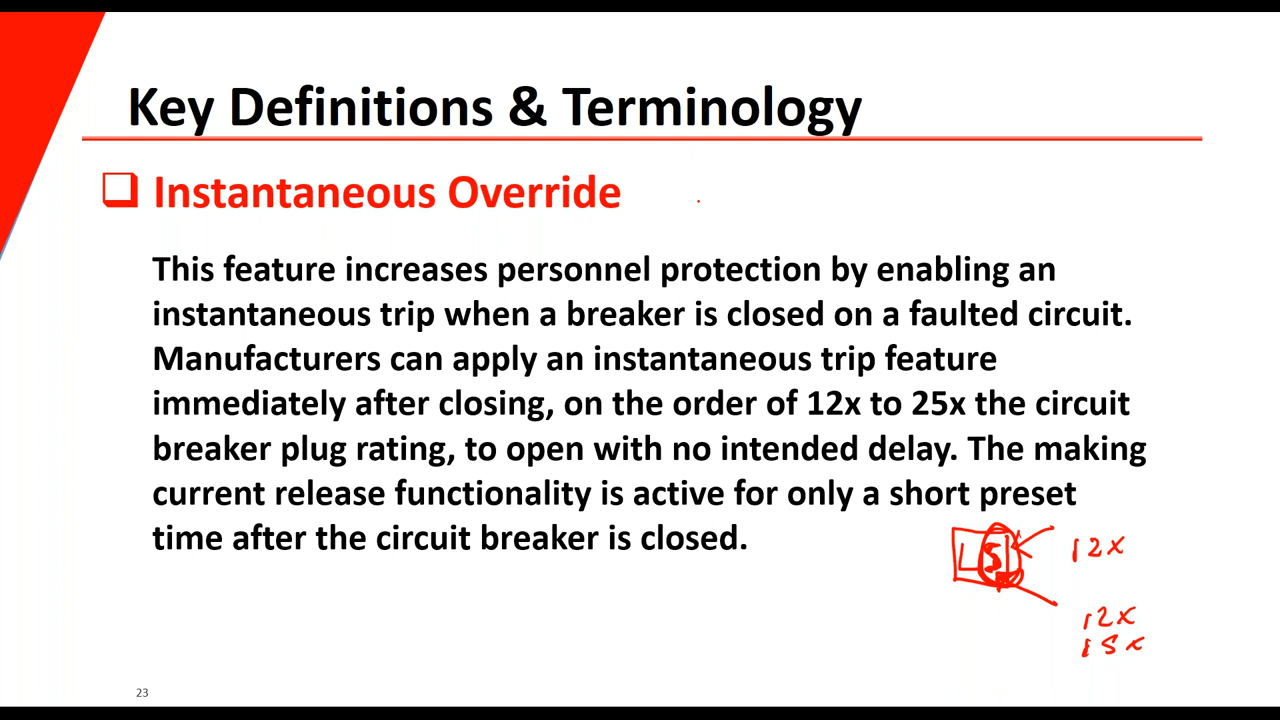 Key Definitions & Terminology
Instantaneous Override
This feature increases personnel protection by enabling an
instantaneous trip when a breaker is closed on a faulted circuit.
Manufacturers can apply an instantaneous trip feature
immediately after closing, on the order of 12x to 25x the circuit
breaker plug rating, to open with no intended delay. The making
current release functionality is active for only a short preset
time after the circuit breaker is closed.
LSI
12x
12x
15x
23